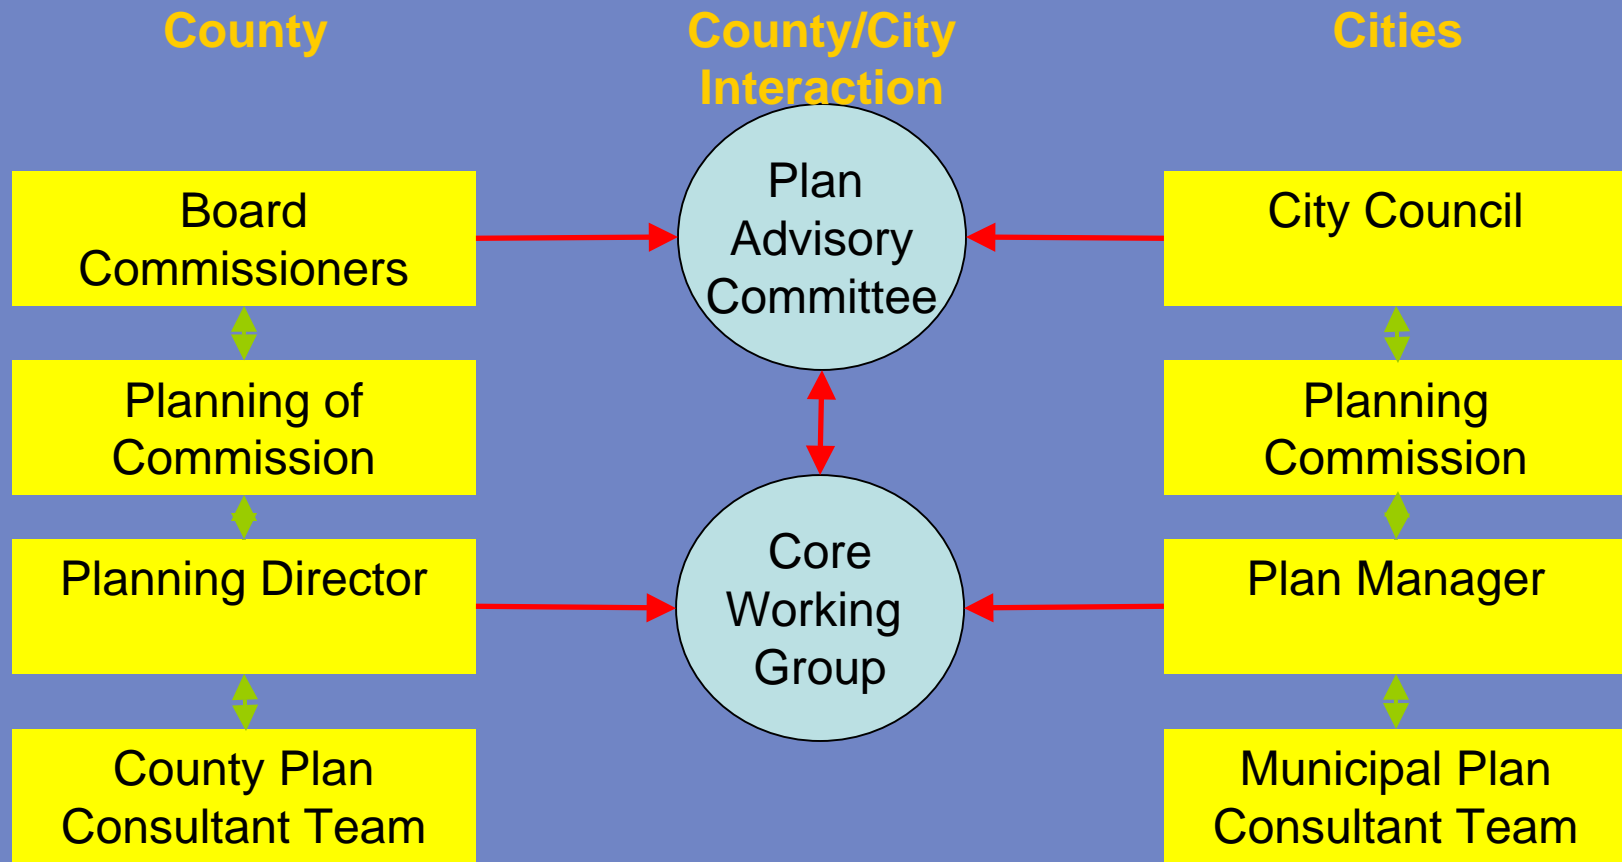 County
County/City
Interaction
Cities
Board
Commissioners
Plan
Advisory
Committee
City Council
Planning of
Commission
Planning
Commission
Planning Director
Core
Working
Group
Plan Manager
County Plan
Consultant Team
Municipal Plan
Consultant Team